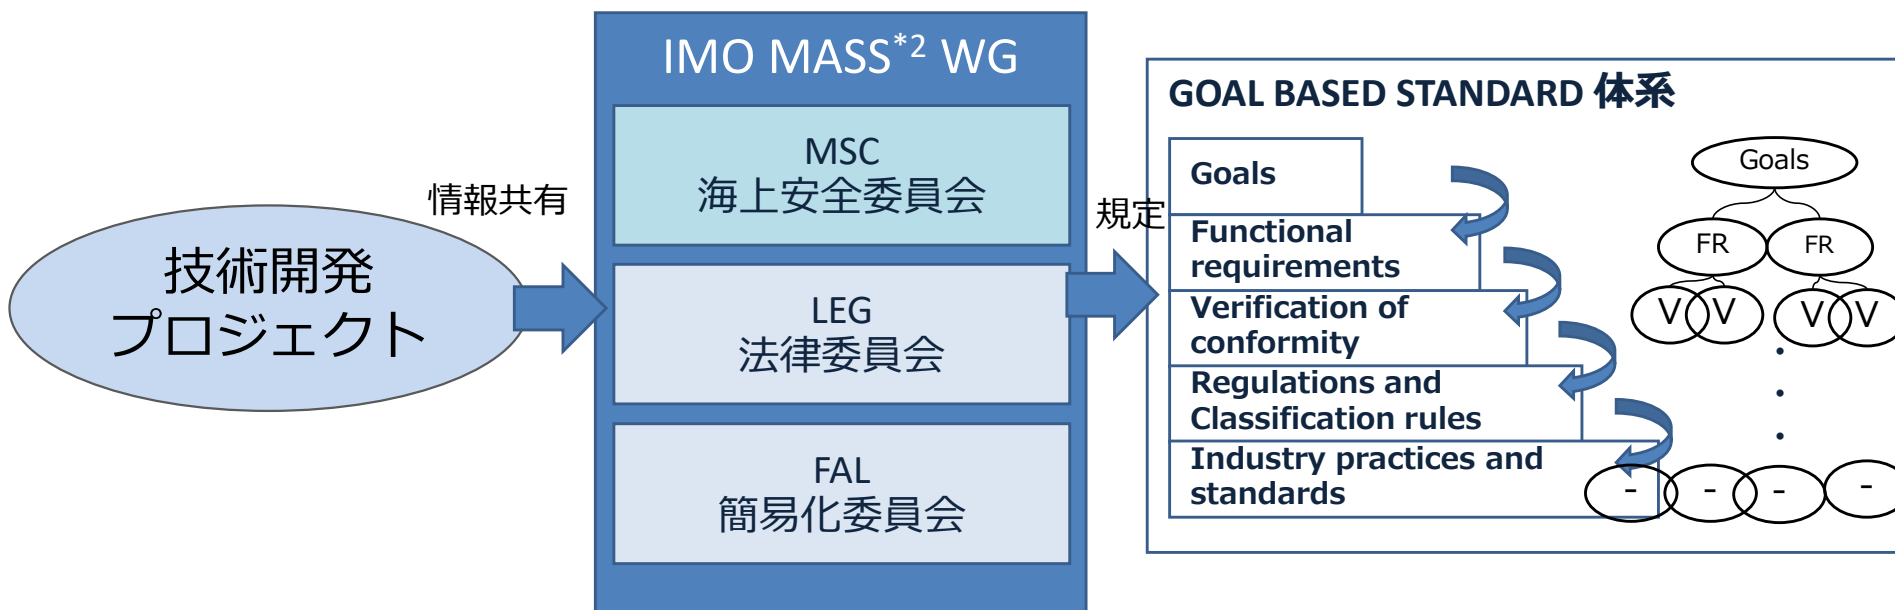 技術開発
プロジェクト
情報共有
IMO MASS*2 WG
MSC
海上安全委員会
LEG
法律委員会
FAL
簡易化委員会
規定
GOAL BASED STANDARD 体系
Goals
Functional
requirements
Verification of
conformity
Regulations and
Classification rules
Industry practices and
standards
Goals
FR FR
V V V V
・
・
・
- - - -